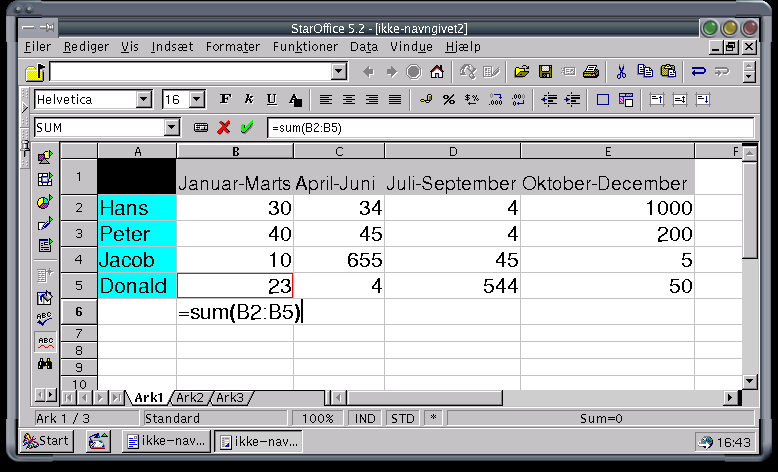 StarOffice 5.2 - [ikke-navngivet2]
Filer Rediger Vis Indsæt Formater Funktioner Data Vindue Hjælp
Helvetica 16 F k U A
SUM =sum(B2:B5)
A B C D E F
1 Januar-Marts April-Juni Juli-September Oktober-December
2 Hans 30 34 4 1000
3 Peter 40 45 4 200
4 Jacob 10 655 45 5
5 Donald 23 4 544 50
6 =sum(B2:B5)
7
8
9
10
Ark1 Ark2 Ark3
Ark 1 / 3 Standard 100% IND STD * Sum=0
Start ikke-nav... ikke-nav... 16:43